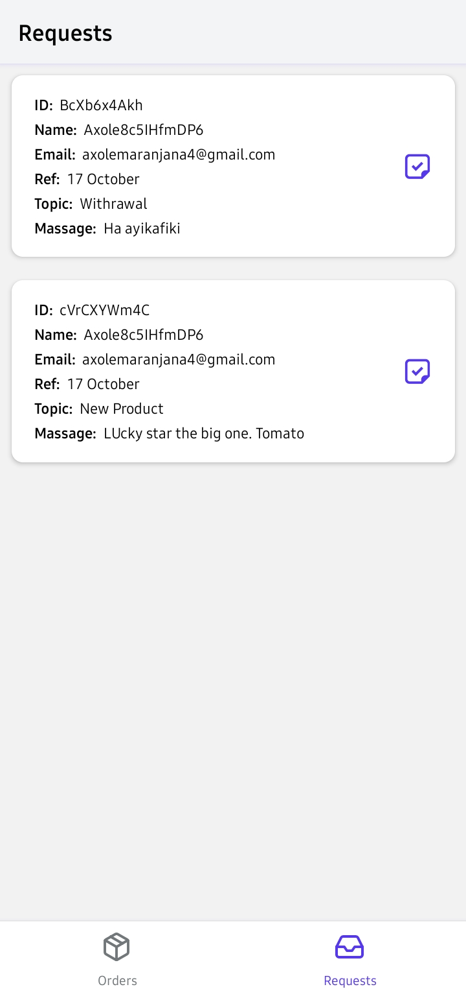 Requests
ID: BcXb6x4Akh
Name: Axole8c5IHfmDP6
Email: axolemaranjana4@gmail.com
Ref: 17 October
Topic: Withrawal
Massage: Ha ayikafiki
ID: cVrCXYWm4C
Name: Axole8c5IHfmDP6
Email: axolemaranjana4@gmail.com
Ref: 17 October
Topic: New Product
Massage: LUcky star the big one. Tomato
Orders
Requests